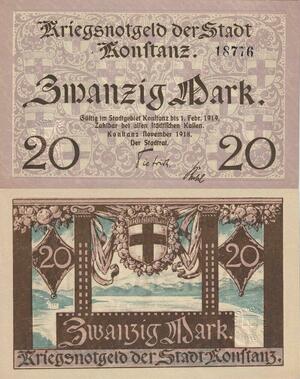 Kriegsnotgeld der Stadt
Konstanz. 18776
Zwanzig Mark.
Gültig im Stadtgebiet Konstanz bis 1. Febr. 1919.
Zahlbar bei allen städtischen Kassen.
Konstanz November 1918.
Der Stadtrat.
20 20
Dietrich
20 20
Zwanzig Mark.
Kriegsnotgeld der Stadt Konstanz.